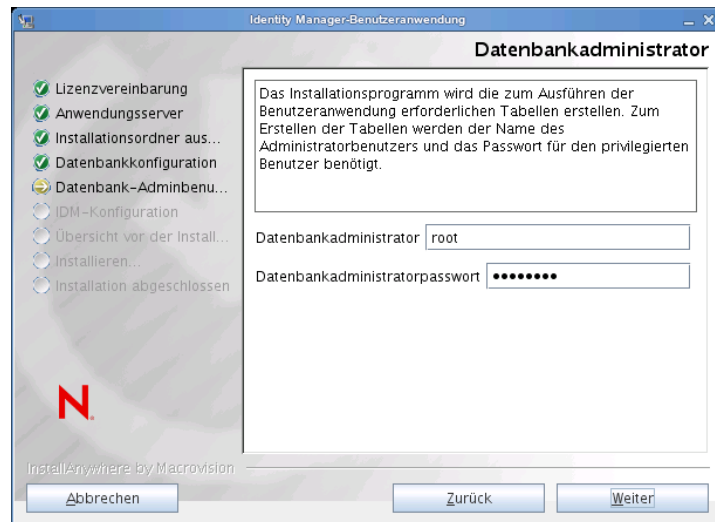 Identity Manager-Benutzeranwendung
Datenbankadministrator
Lizenzvereinbarung
Anwendungsserver
Installationsordner aus...
Datenbankkonfiguration
Datenbank-Adminbenu...
IDM-Konfiguration
Übersicht vor der Install...
Installieren...
Installation abgeschlossen
Das Installationsprogramm wird die zum Ausführen der
Benutzeranwendung erforderlichen Tabellen erstellen. Zum
Erstellen der Tabellen werden der Name des
Administratorbenutzers und das Passwort für den privilegierten
Benutzer benötigt.
Datenbankadministrator root
Datenbankadministratorpasswort ••••••••
N
InstallAnywhere by Macrovision
Abbrechen
Zurück
Weiter